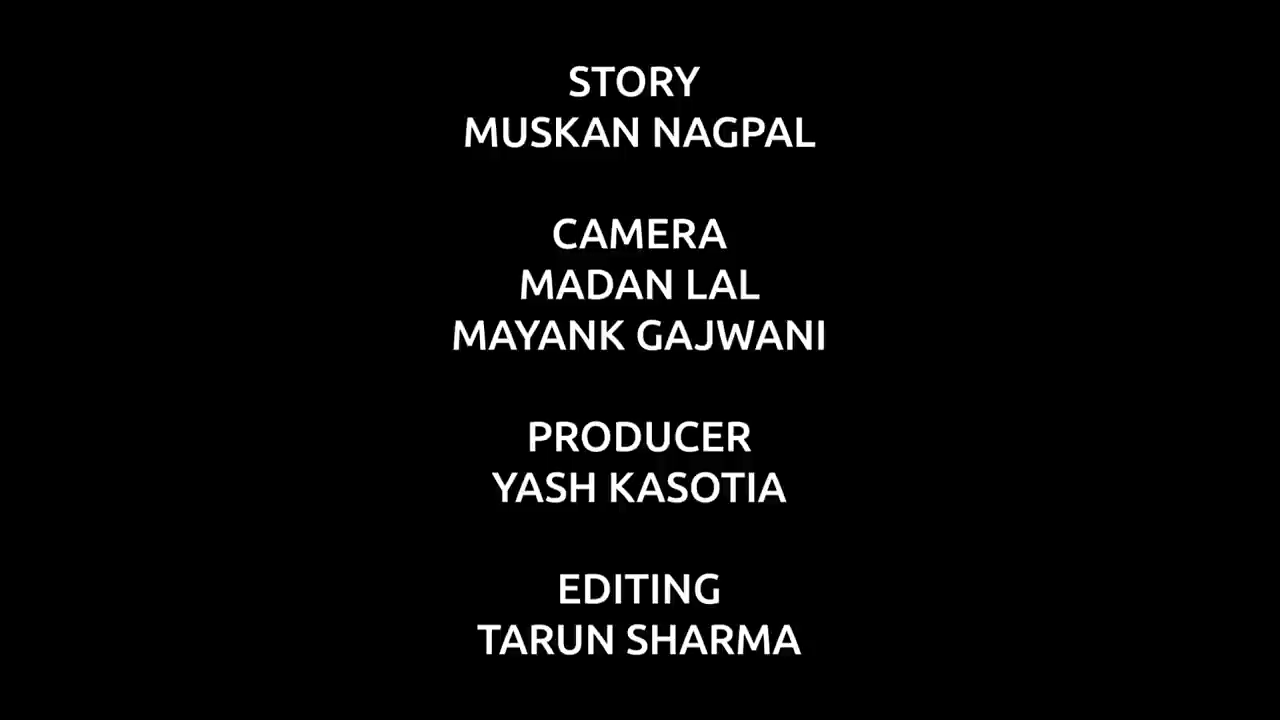 STORY
MUSKAN NAGPAL
CAMERA
MADAN LAL
MAYANK GAJWANI
PRODUCER
YASH KASOTIA
EDITING
TARUN SHARMA